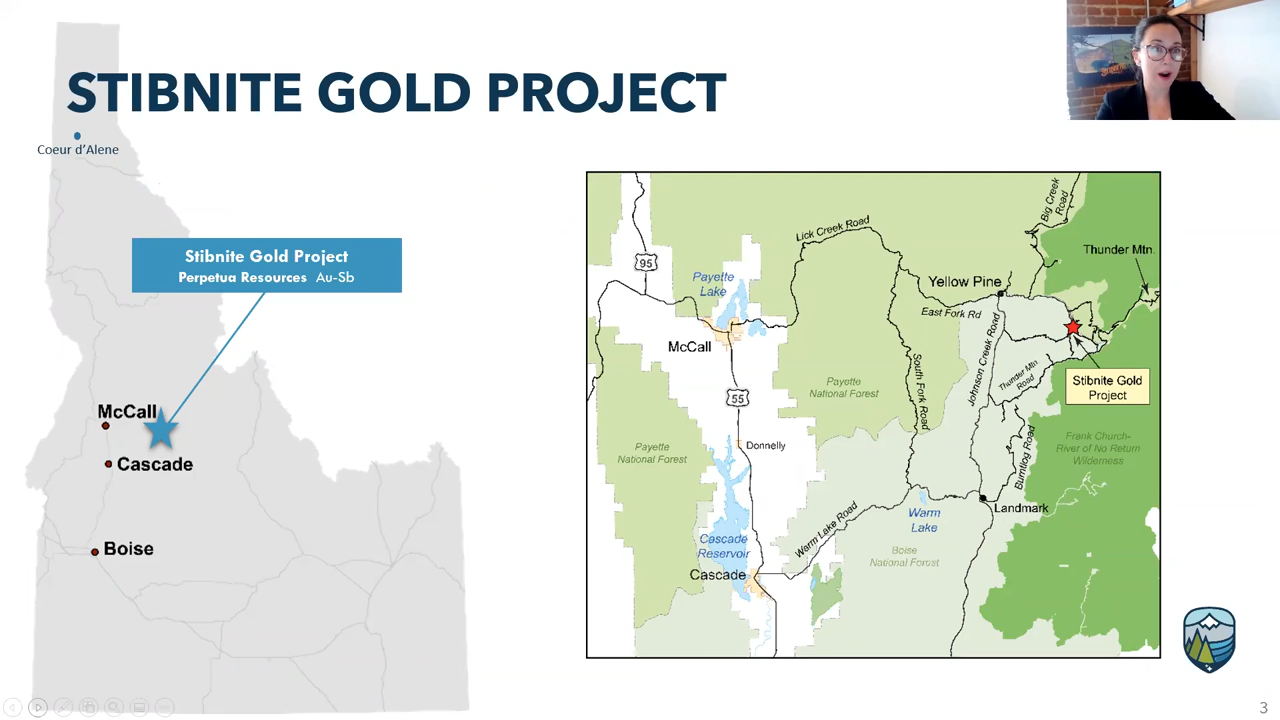 STIBNITE GOLD PROJECT
Coeur d'Alene
Stibnite Gold Project
Perpetua Resources Au-Sb
McCall
Cascade
Boise
95
Payette
Lake
McCall
Lick Creek Road
Big Creek
Road
Thunder Mtn.
Yellow Pine
East Fork Rd
55
Donnelly
Payette
National Forest
Payette
National Forest
South Fork Road
Johnson Creek Road
Thunder Mtn
Road
Stibnite Gold
Project
Frank Church-
River of No Return
Wilderness
Burntlog Road
Landmark
Warm Lake Road
Warm
Lake
Boise
National Forest
Cascade
Reservoir
Cascade
3